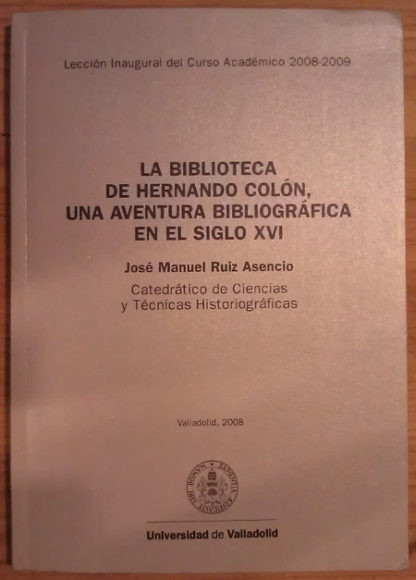 Lección Inaugural del Curso Académico 2008-2009
LA BIBLIOTECA
DE HERNANDO COLÓN,
UNA AVENTURA BIBLIOGRÁFICA
EN EL SIGLO XVI
José Manuel Ruiz Asencio
Catedrático de Ciencias
y Técnicas Historiográficas
Valladolid, 2008
Universidad de Valladolid